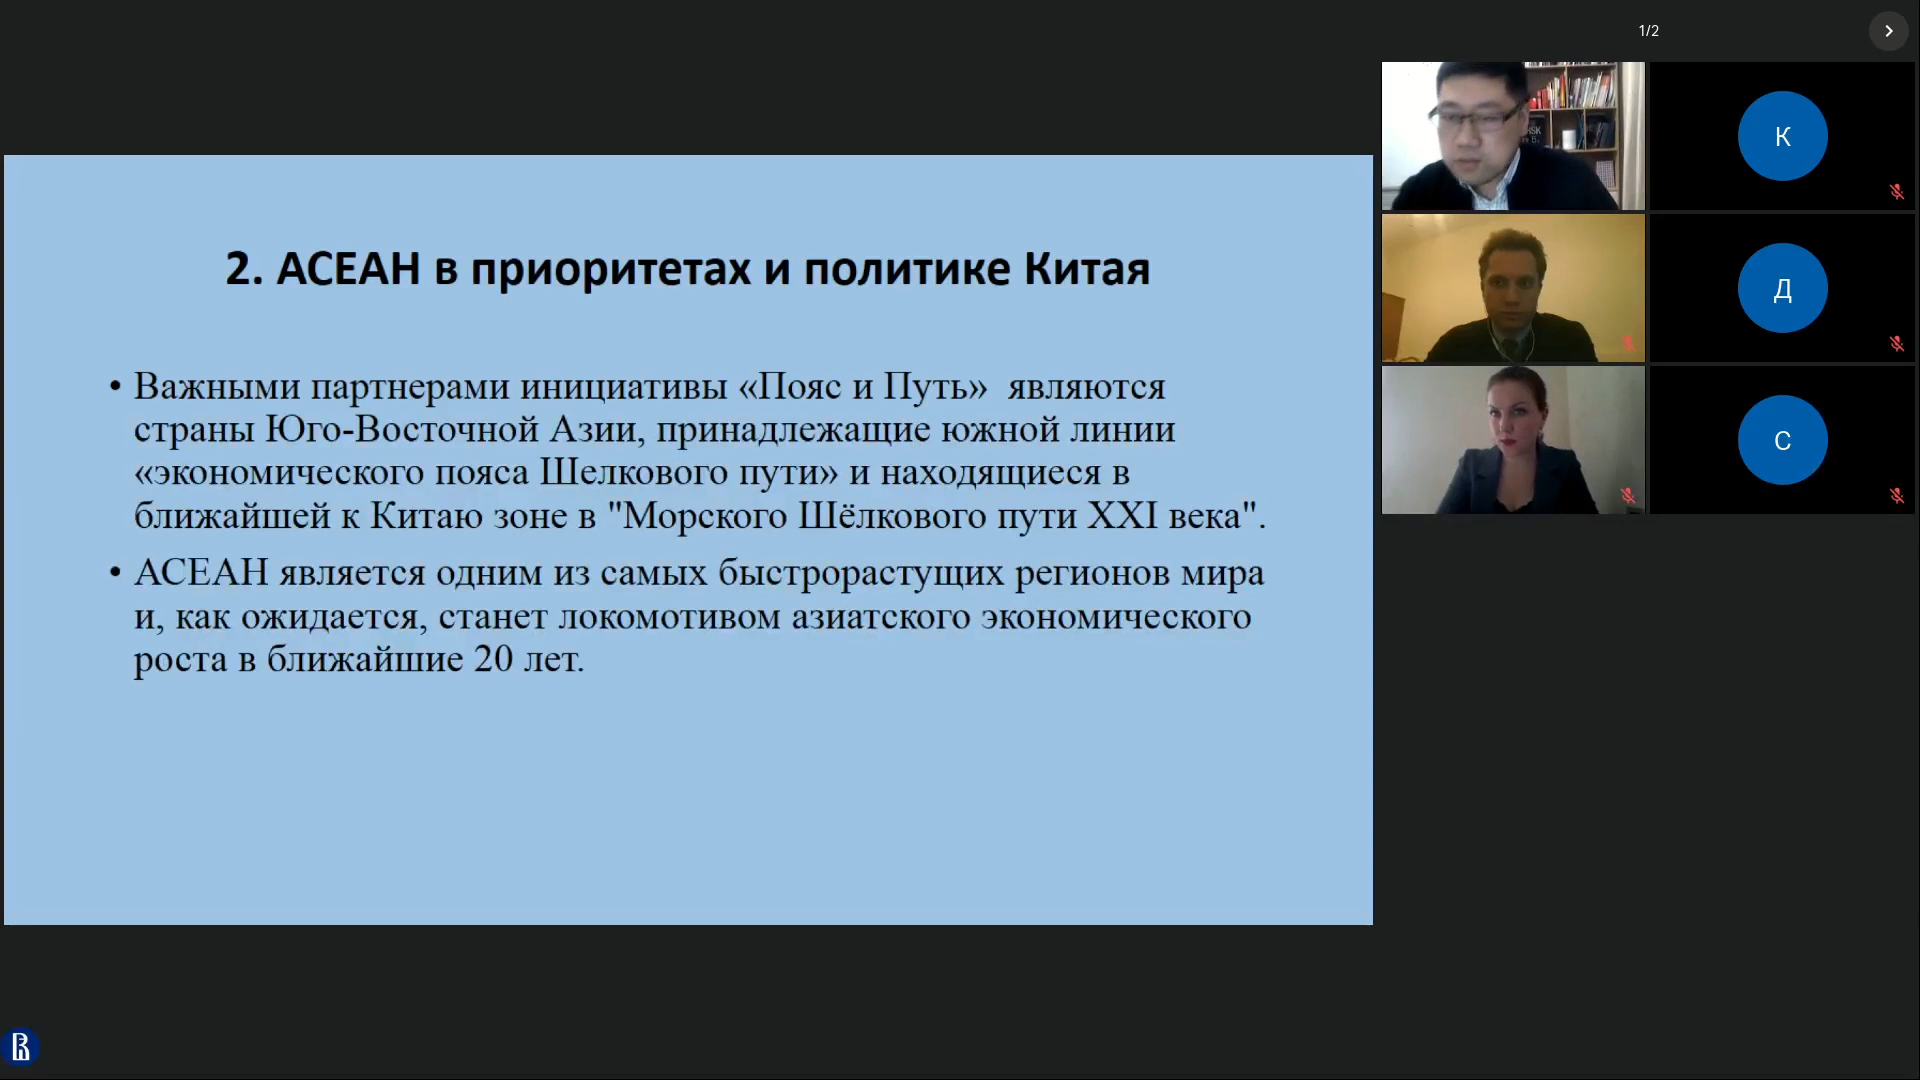 1/2
2. АСЕАН в приоритетах и политике Китая
• Важными партнерами инициативы «Пояс и Путь»  являются
страны Юго-Восточной Азии, принадлежащие южной линии
«экономического пояса Шелкового пути» и находящиеся в
ближайшей к Китаю зоне в "Морского Шёлкового пути XXI века".
• АСЕАН является одним из самых быстрорастущих регионов мира
и, как ожидается, станет локомотивом азиатского экономического
роста в ближайшие 20 лет.
К
Д
С